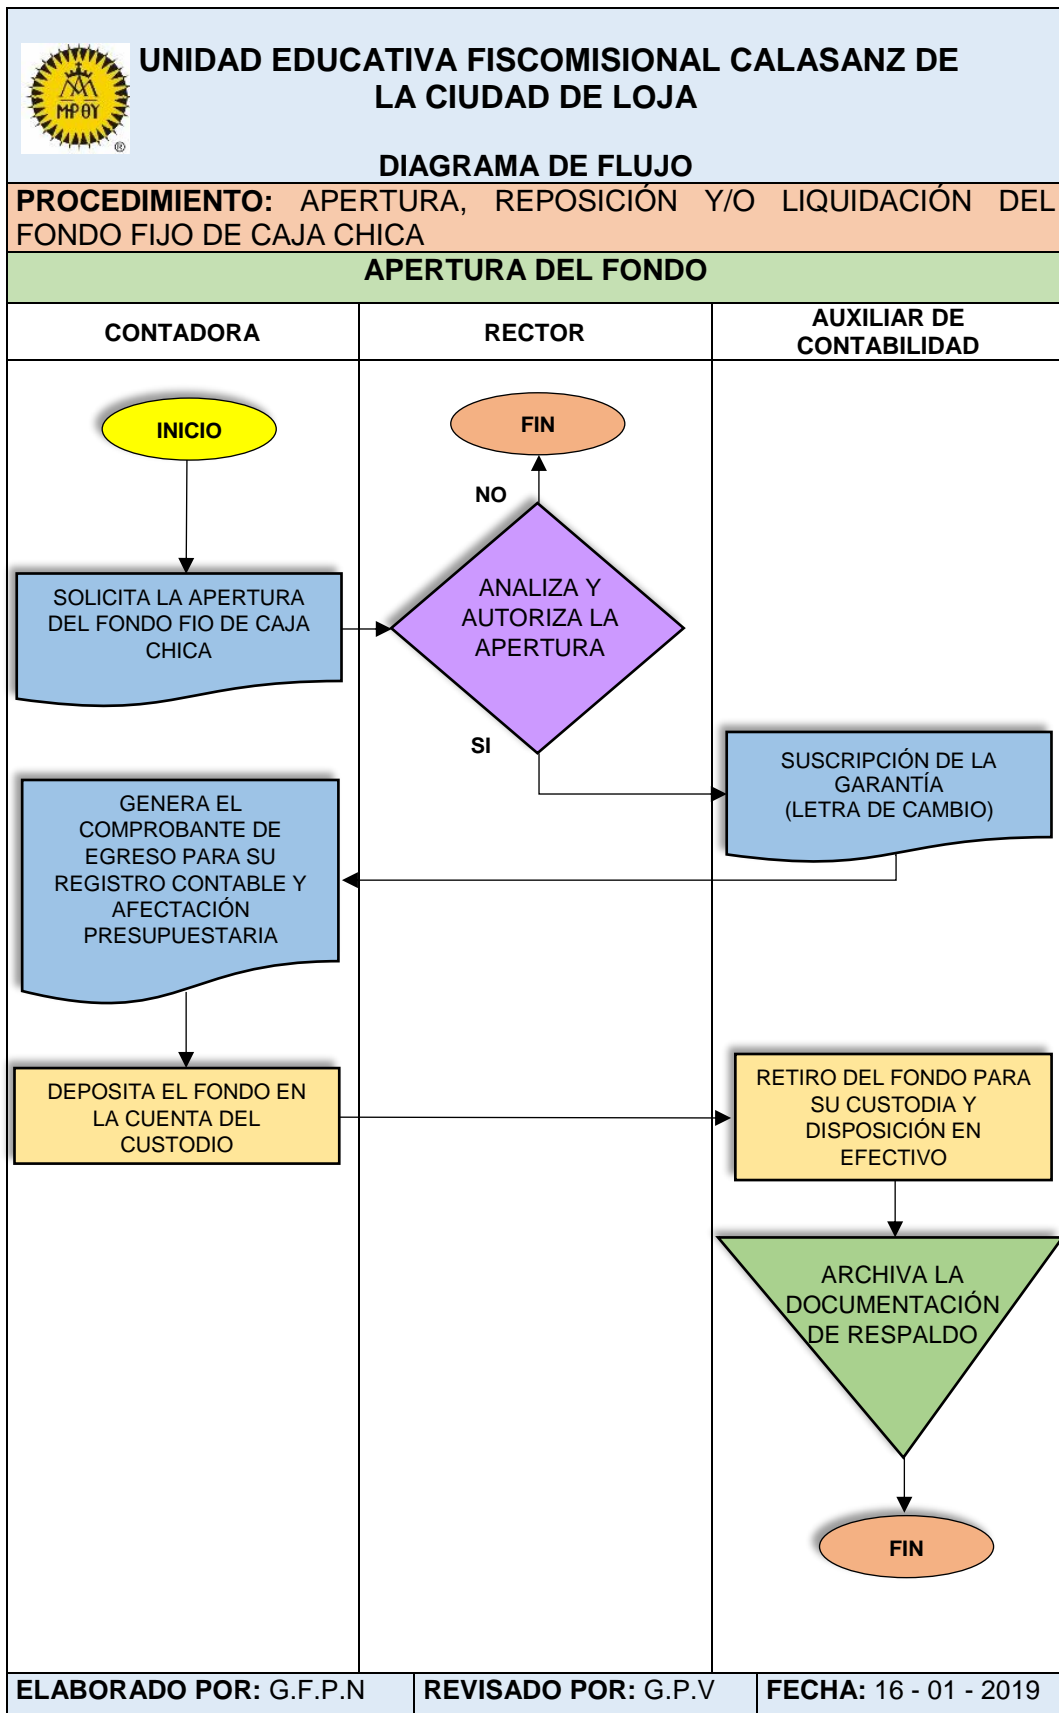 UNIDAD EDUCATIVA FISCOMISIONAL CALASANZ DE
LA CIUDAD DE LOJA
MP ΘY
®
DIAGRAMA DE FLUJO
PROCEDIMIENTO: APERTURA, REPOSICIÓN Y/O LIQUIDACIÓN DEL
FONDO FIJO DE CAJA CHICA
APERTURA DEL FONDO
CONTADORA
RECTOR
AUXILIAR DE
CONTABILIDAD
INICIO
FIN
NO
SOLICITA LA APERTURA
DEL FONDO FIO DE CAJA
CHICA
ANALIZA Y
AUTORIZA LA
APERTURA
SI
SUSCRIPCIÓN DE LA
GARANTÍA
(LETRA DE CAMBIO)
GENERA EL
COMPROBANTE DE
EGRESO PARA SU
REGISTRO CONTABLE Y
AFECTACIÓN
PRESUPUESTARIA
DEPOSITA EL FONDO EN
LA CUENTA DEL
CUSTODIO
RETIRO DEL FONDO PARA
SU CUSTODIA Y
DISPOSICIÓN EN
EFECTIVO
ARCHIVA LA
DOCUMENTACIÓN
DE RESPALDO
FIN
ELABORADO POR: G.F.P.N
REVISADO POR: G.P.V
FECHA: 16 - 01 - 2019